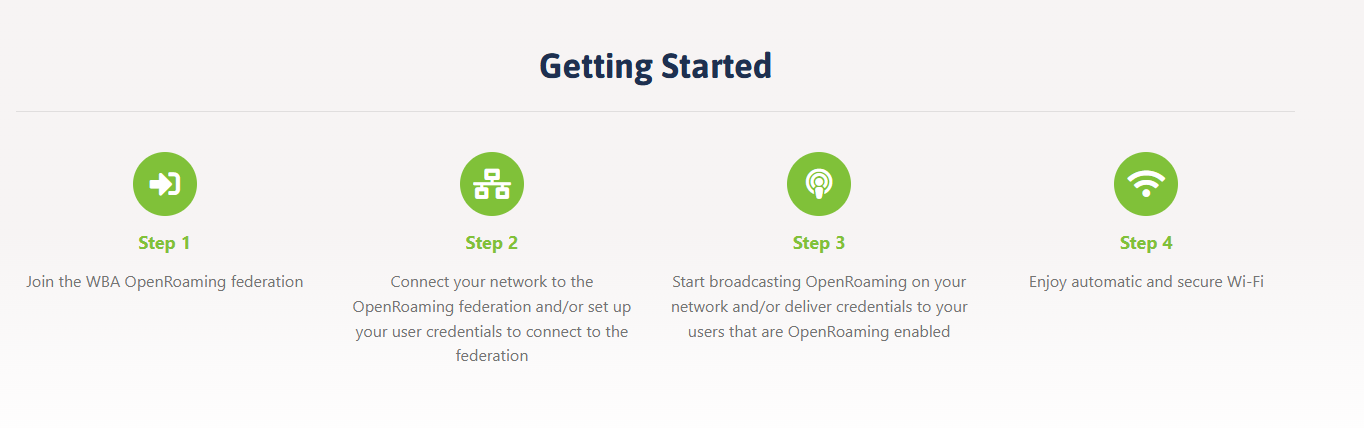 Getting Started
Step 1
Join the WBA OpenRoaming federation
Step 2
Connect your network to the
OpenRoaming federation and/or set up
your user credentials to connect to the
federation
Step 3
Start broadcasting OpenRoaming on your
network and/or deliver credentials to your
users that are OpenRoaming enabled
Step 4
Enjoy automatic and secure Wi-Fi